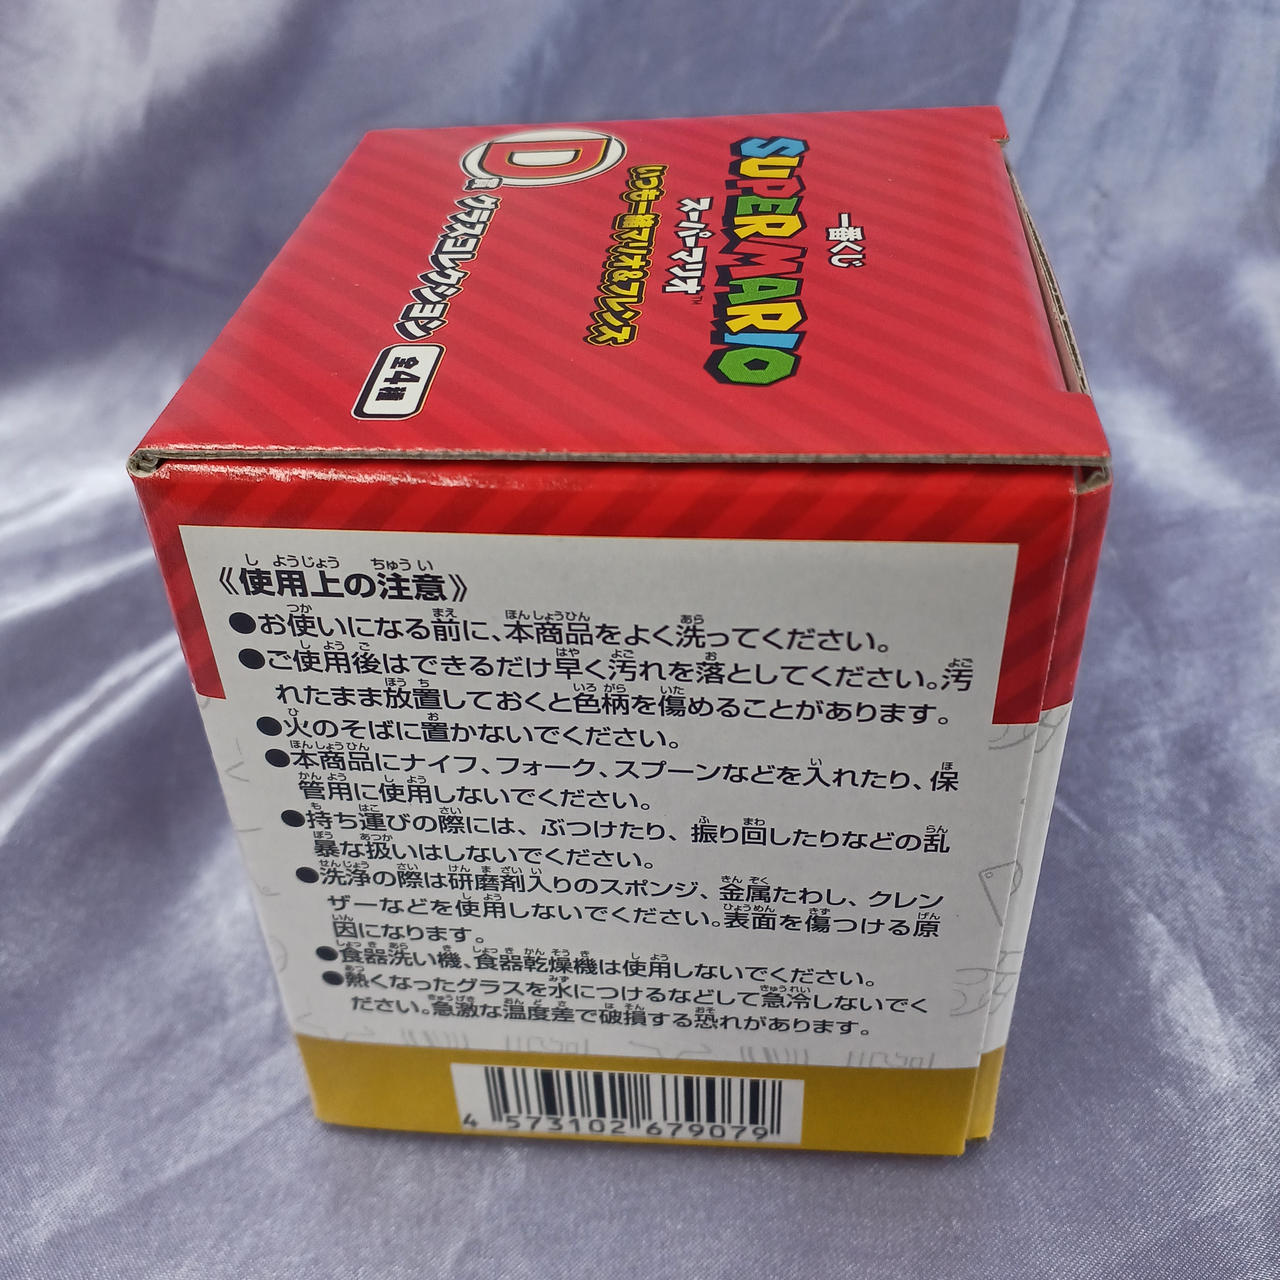 一番くじ
SUPER MARIO
スーパーマリオ™
いつも一緒マリオ&フレンズ
D賞 グラスコレクション
全4種
《使用上の注意》
●お使いになる前に、本商品をよく洗ってください。
●ご使用後はできるだけ早く汚れを落としてください。汚
れたまま放置しておくと色柄を傷めることがあります。
●火のそばに置かないでください。
●本商品にナイフ、フォーク、スプーンなどを入れたり、保
管用に使用しないでください。
●持ち運びの際には、ぶつけたり、振り回したりなどの乱
暴な扱いはしないでください。
●洗浄の際は研磨剤入りのスポンジ、金属たわし、クレン
ザーなどを使用しないでください。表面を傷つける原
因になります。
●食器洗い機、食器乾燥機は使用しないでください。
●熱くなったグラスを水につけるなどして急冷しないでく
ださい。急激な温度差で破損する恐れがあります。
4 573102 679079